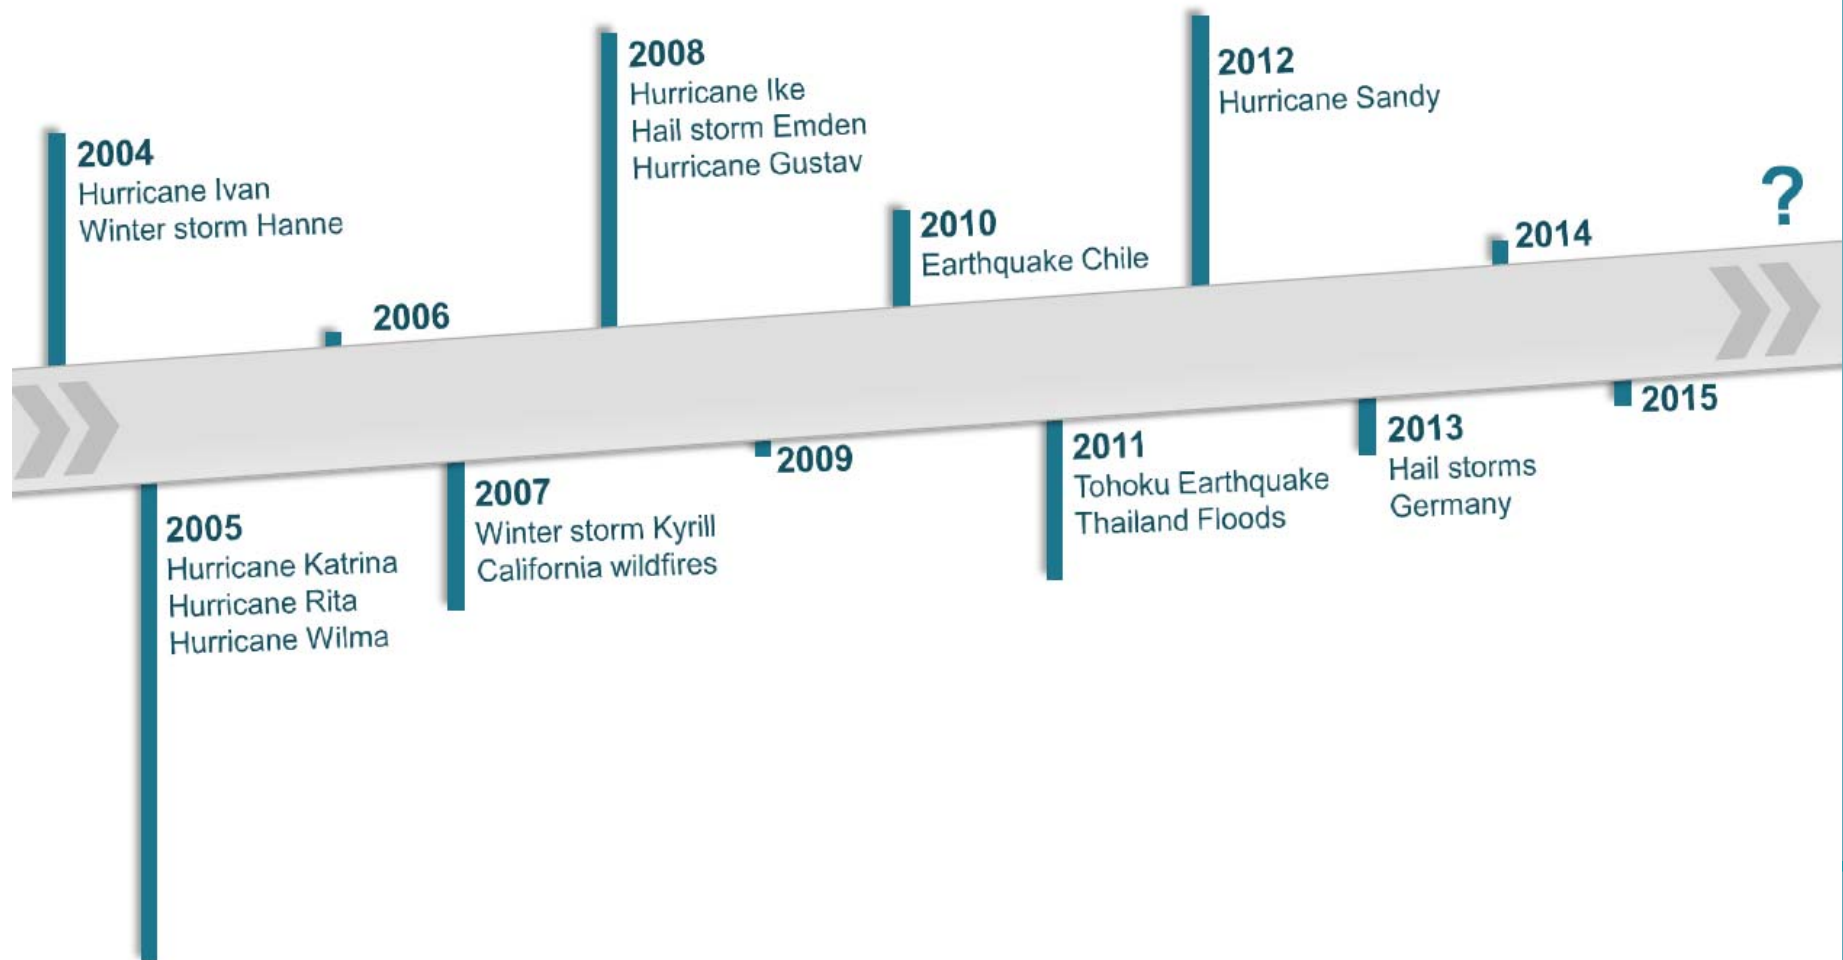 2004
Hurricane Ivan
Winter storm Hanne
2005
Hurricane Katrina
Hurricane Rita
Hurricane Wilma
2006
2007
Winter storm Kyrill
California wildfires
2008
Hurricane Ike
Hail storm Emden
Hurricane Gustav
2009
2010
Earthquake Chile
2011
Tohoku Earthquake
Thailand Floods
2012
Hurricane Sandy
2013
Hail storms
Germany
2014
2015
?